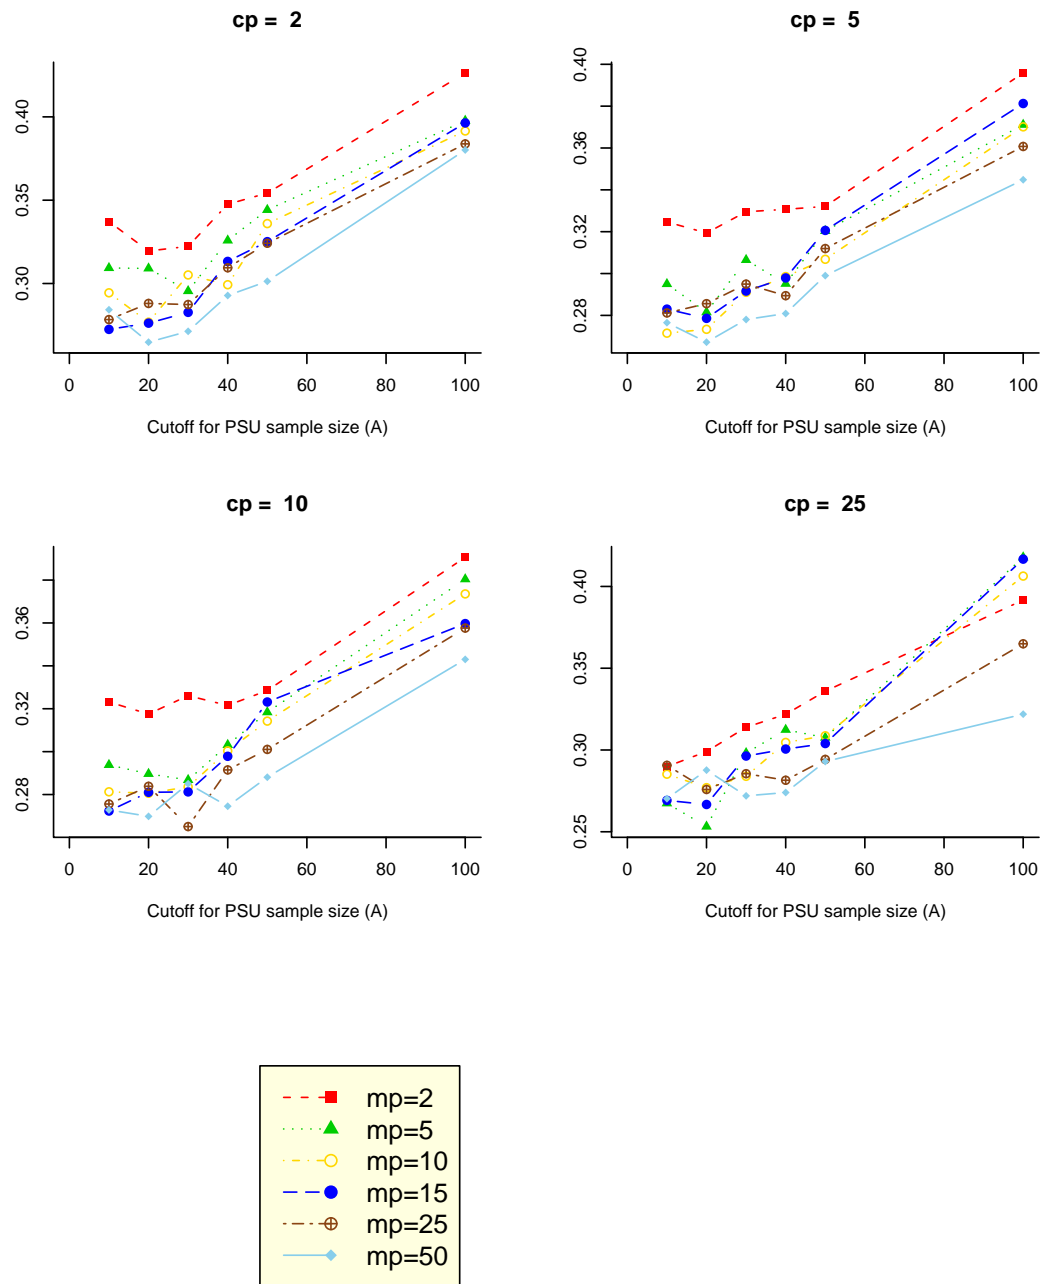 cp =  2
0.40
0.35
0.30
0 20 40 60 80 100
Cutoff for PSU sample size (A)
cp =  5
0.40
0.36
0.32
0.28
0 20 40 60 80 100
Cutoff for PSU sample size (A)
cp =  10
0.36
0.32
0.28
0 20 40 60 80 100
Cutoff for PSU sample size (A)
cp =  25
0.40
0.35
0.30
0.25
0 20 40 60 80 100
Cutoff for PSU sample size (A)
mp=2
mp=5
mp=10
mp=15
mp=25
mp=50